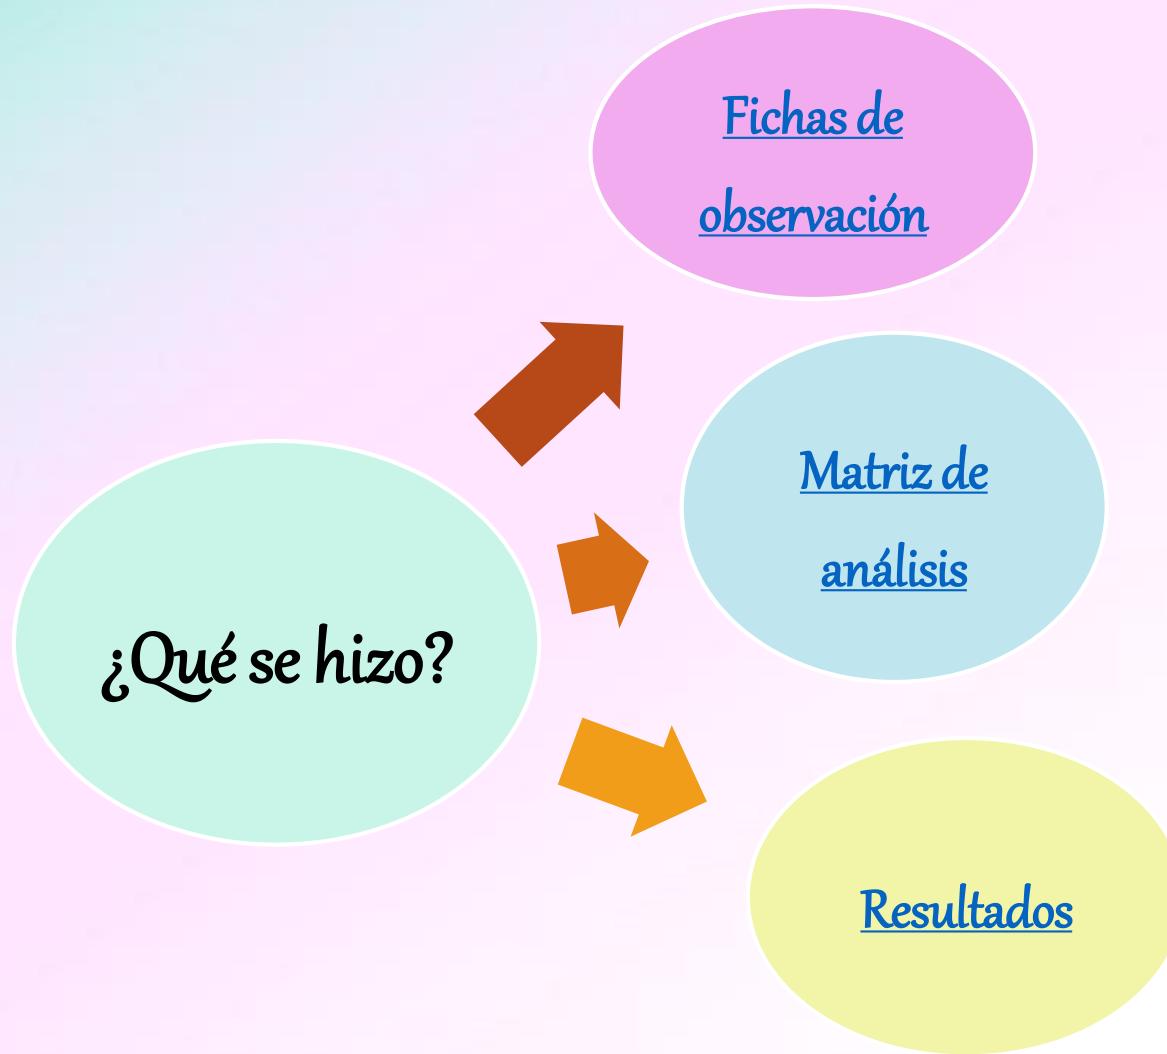 ¿Qué se hizo?
Fichas de
observación
Matriz de
análisis
Resultados